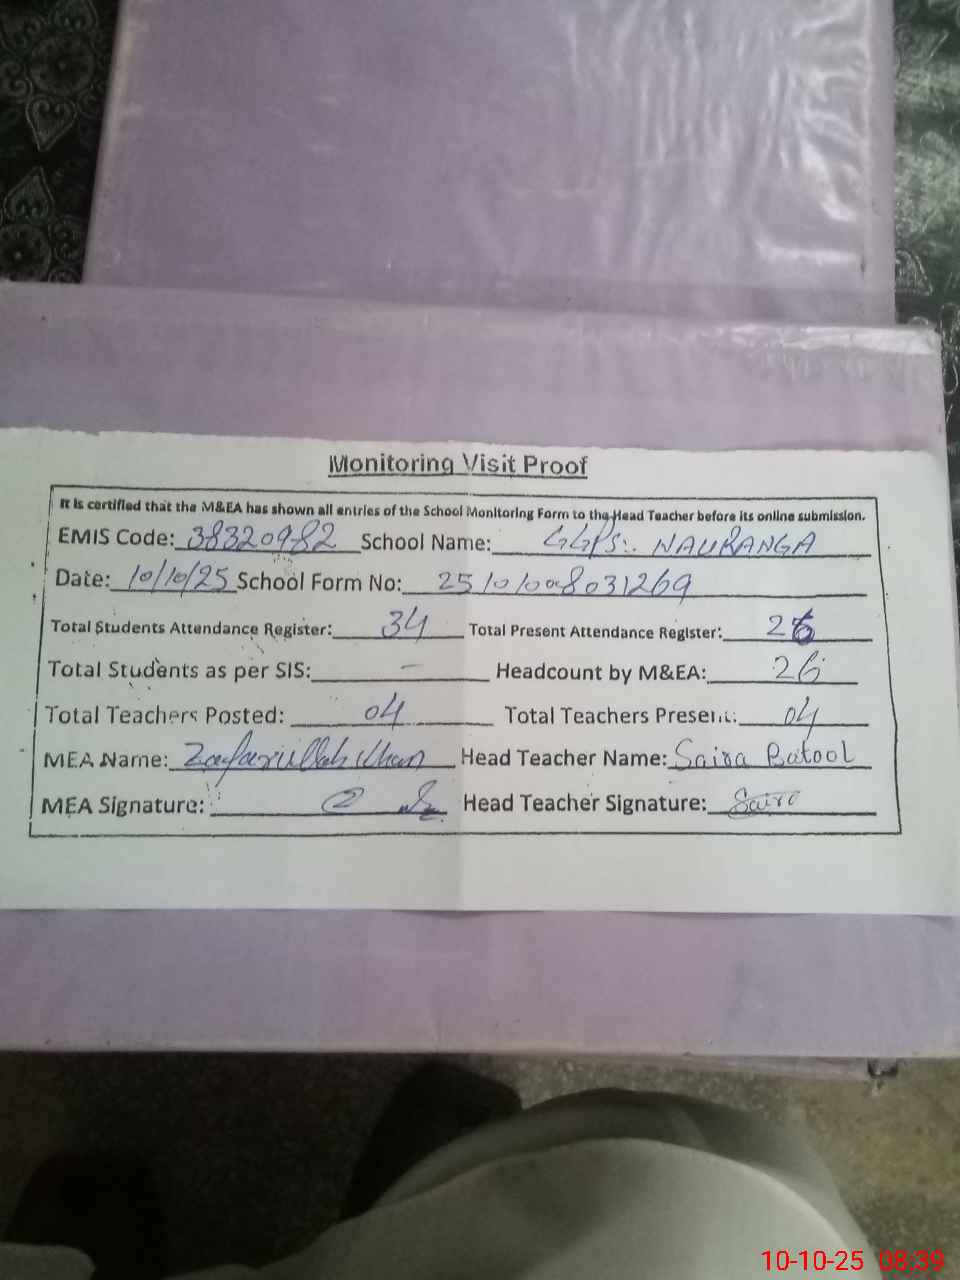 Monitoring Visit Proof
It is certified that the M&EA has shown all entries of the School Monitoring Form to the Head Teacher before its online submission.
EMIS Code: 38320982 School Name: GGPS. NAURANGA
Date: 10/10/25 School Form No:
Total Students Attendance Register: 34 Total Present Attendance Register: 26
Total Students as per SIS: - Headcount by M&EA: 26
Total Teachers Posted: 04 Total Teachers Present: 04
MEA Name: Zafarullah Khan Head Teacher Name: Saira Batool
MEA Signature: Head Teacher Signature: Saira
10-10-25 08:39